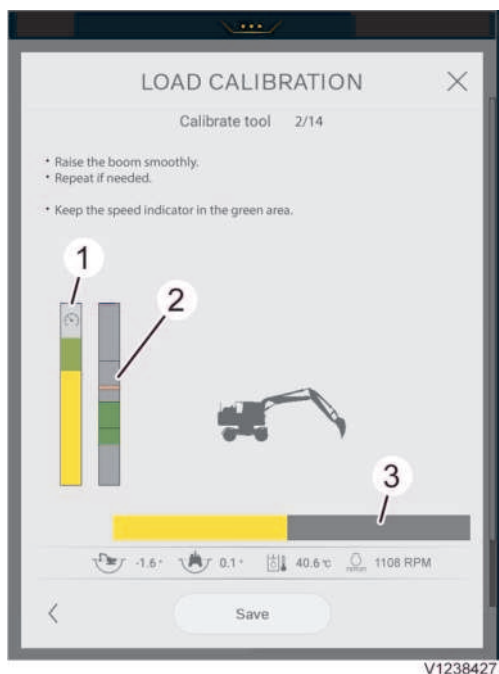 LOAD CALIBRATION
Calibrate tool 2/14
• Raise the boom smoothly.
• Repeat if needed.
• Keep the speed indicator in the green area.
1
2
3
-1.6° 0.1° 40.6 °C 1108 RPM
Save
V1238427